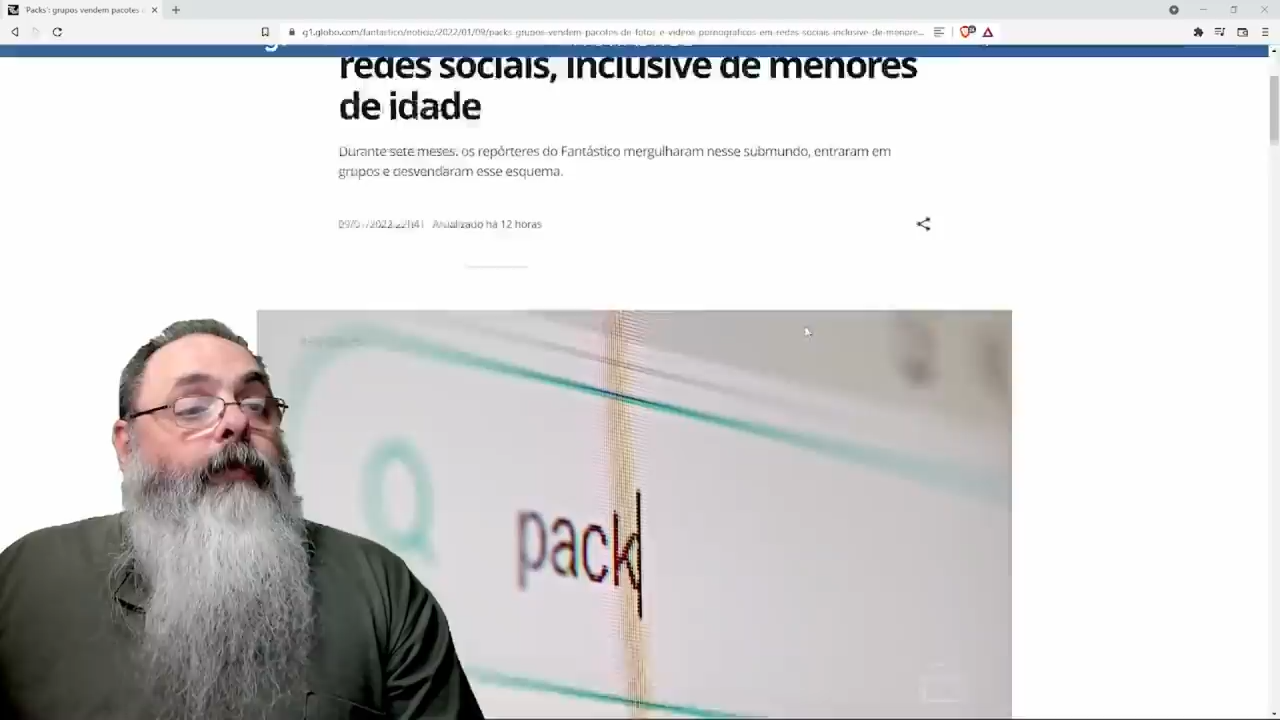 'Packs': grupos vendem pacotes
g1.globo.com/fantastico/noticia/2022/01/09/packs-grupos-vendem-pacotes-de-fotos-e-videos-pornograficos-em-redes-sociais-inclusive-de-menore...
redes sociais, inclusive de menores
de idade
Durante sete meses, os repórteres do Fantástico mergulharam nesse submundo, entraram em
grupos e desvendaram esse esquema.
Atualizado há 12 horas
pack